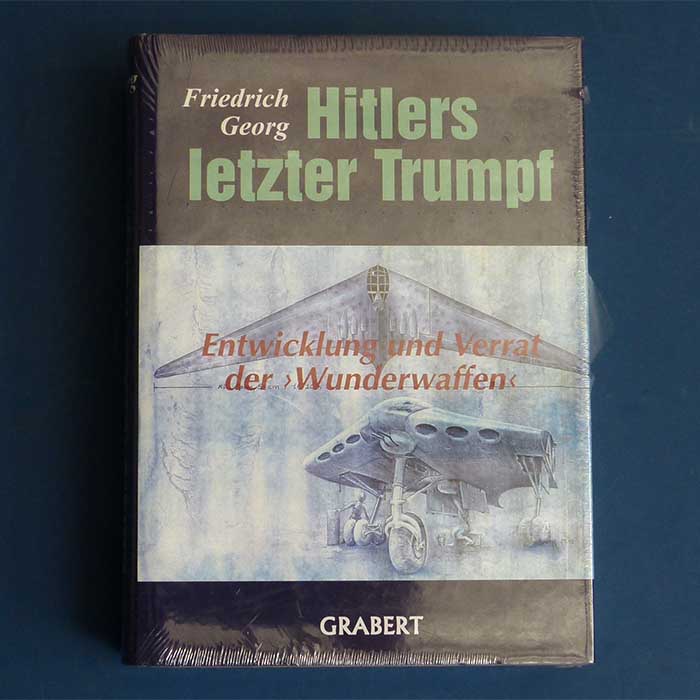 Friedrich
Georg
Hitlers
letzter Trumpf
Entwicklung und Verrat
der ›Wunderwaffen‹
GRABERT